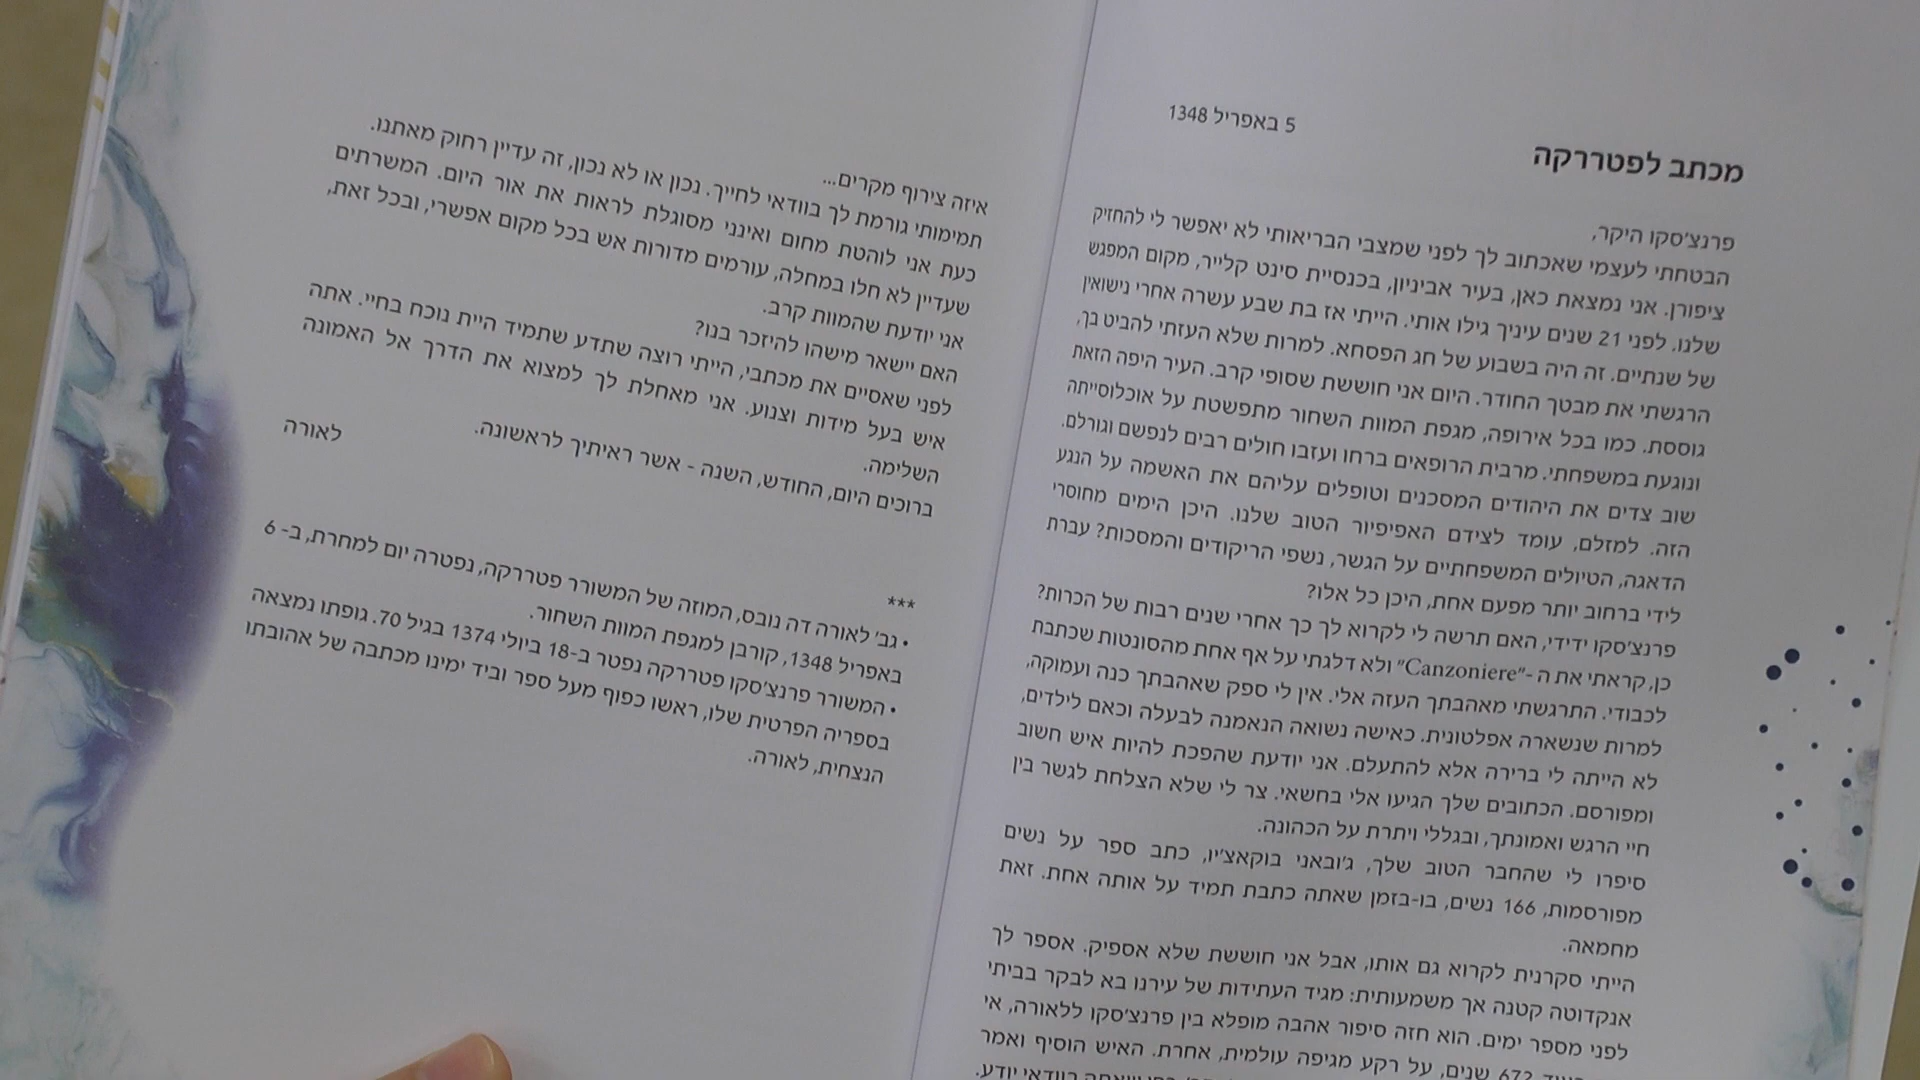 5 באפריל 1348
מכתב לפטררקה
פרנצ'סקו היקר,
הבטחתי לעצמי שאכתוב לך לפני שמצבי הבריאותי לא יאפשר לי להחזיק
ציפורן. אני נמצאת כאן, בעיר אביניון, בכנסיית סינט קלייר, מקום המפגש
שלנו. לפני 21 שנים עיניך גילו אותי. הייתי אז בת שבע עשרה אחרי נישואין
של שנתיים. זה היה בשבוע של חג הפסחא. למרות שלא העזתי להביט בך,
הרגשתי את מבטך החודר. היום אני חוששת שסופי קרב. העיר היפה הזאת
גוססת. כמו בכל אירופה, מגפת המוות השחור מתפשטת על אוכלוסייתה
ונוגעת במשפחתי. מרבית הרופאים ברחו ועזבו חולים רבים לנפשם וגורלם.
שוב צדים את היהודים המסכנים וטופלים עליהם את האשמה על הנגע
הזה. למזלם, עומד לצידם האפיפיור הטוב שלנו. היכן הימים מחוסרי
הדאגה, הטיולים המשפחתיים על הגשר, נשפי הריקודים והמסכות? עברת
לידי ברחוב יותר מפעם אחת, היכן כל אלו?
פרנצ'סקו ידידי, האם תרשה לי לקרוא לך כך אחרי שנים רבות של הכרות?
כן, קראתי את ה -"Canzoniere" ולא דלגתי על אף אחת מהסונטות שכתבת
לכבודי. התרגשתי מאהבתך העזה אלי. אין לי ספק שאהבתך כנה ועמוקה,
למרות שנשארה אפלטונית. כאישה נשואה הנאמנה לבעלה וכאם לילדים,
לא הייתה לי ברירה אלא להתעלם. אני יודעת שהפכת להיות איש חשוב
ומפורסם. הכתובים שלך הגיעו אלי בחשאי. צר לי שלא הצלחת לגשר בין
חיי הרגש ואמונתך, ובגללי ויתרת על הכהונה.
סיפרו לי שהחבר הטוב שלך, ג'ובאני בוקאצ'יו, כתב ספר על נשים
מפורסמות, 166 נשים, בו-בזמן שאתה כתבת תמיד על אותה אחת. זאת
מחמאה.
הייתי סקרנית לקרוא גם אותו, אבל אני חוששת שלא אספיק. אספר לך
אנקדוטה קטנה אך משמעותית: מגיד העתידות של עירנו בא לבקר בביתי
לפני מספר ימים. הוא חזה סיפור אהבה מופלא בין פרנצ'סקו ללאורה, אי
672 שנים, על רקע מגיפה עולמית, אחרת. האיש הוסיף ואמר
שאתה בוודאי יודע.
איזה צירוף מקרים...
תמימותי גורמת לך בוודאי לחייך. נכון או לא נכון, זה עדיין רחוק מאתנו.
כעת אני לוהטת מחום ואינני מסוגלת לראות את אור היום. המשרתים
שעדיין לא חלו במחלה, עורמים מדורות אש בכל מקום אפשרי, ובכל זאת,
אני יודעת שהמוות קרב.
האם יישאר מישהו להיזכר בנו?
לפני שאסיים את מכתבי, הייתי רוצה שתדע שתמיד היית נוכח בחיי. אתה
איש בעל מידות וצנוע. אני מאחלת לך למצוא את הדרך אל האמונה
השלימה.
ברוכים היום, החודש, השנה - אשר ראיתיך לראשונה.
לאורה
***
• גב' לאורה דה נובס, המוזה של המשורר פטררקה, נפטרה יום למחרת, ב- 6
באפריל 1348, קורבן למגפת המוות השחור.
• המשורר פרנצ'סקו פטררקה נפטר ב-18 ביולי 1374 בגיל 70. גופתו נמצאה
בספריה הפרטית שלו, ראשו כפוף מעל ספר וביד ימינו מכתבה של אהובתו
הנצחית, לאורה.